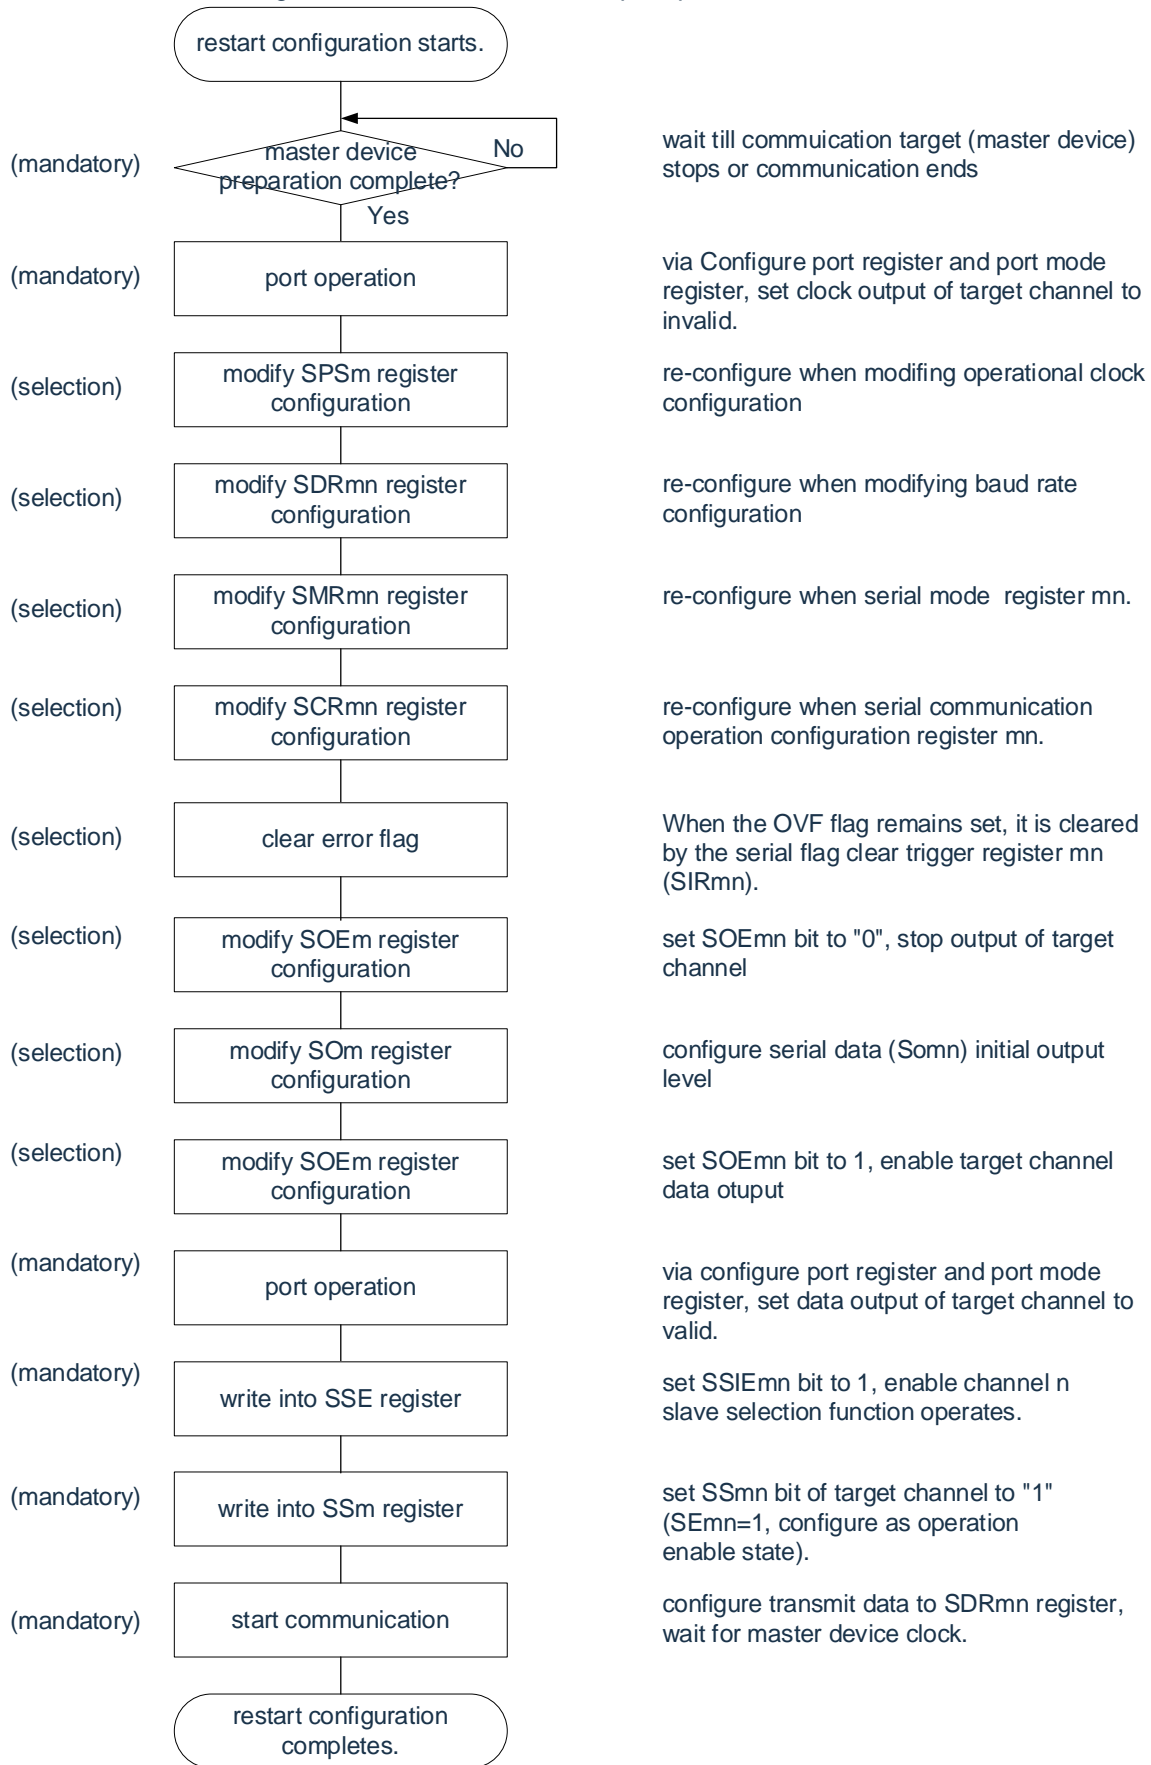 restart configuration starts.
(mandatory)
master device
preparation complete?
No
Yes
wait till commuication target (master device)
stops or communication ends
(mandatory)
port operation
via Configure port register and port mode
register, set clock output of target channel to
invalid.
(selection)
modify SPSm register
configuration
re-configure when modifing operational clock
configuration
(selection)
modify SDRmn register
configuration
re-configure when modifying baud rate
configuration
(selection)
modify SMRmn register
configuration
re-configure when serial mode  register mn.
(selection)
modify SCRmn register
configuration
re-configure when serial communication
operation configuration register mn.
(selection)
clear error flag
When the OVF flag remains set, it is cleared
by the serial flag clear trigger register mn
(SIRmn).
(selection)
modify SOEm register
configuration
set SOEmn bit to "0", stop output of target
channel
(selection)
modify SOm register
configuration
configure serial data (Somn) initial output
level
(selection)
modify SOEm register
configuration
set SOEmn bit to 1, enable target channel
data otuput
(mandatory)
port operation
via configure port register and port mode
register, set data output of target channel to
valid.
(mandatory)
write into SSE register
set SSIEmn bit to 1, enable channel n
slave selection function operates.
(mandatory)
write into SSm register
set SSmn bit of target channel to "1"
(SEmn=1, configure as operation
enable state).
(mandatory)
start communication
configure transmit data to SDRmn register,
wait for master device clock.
restart configuration
completes.